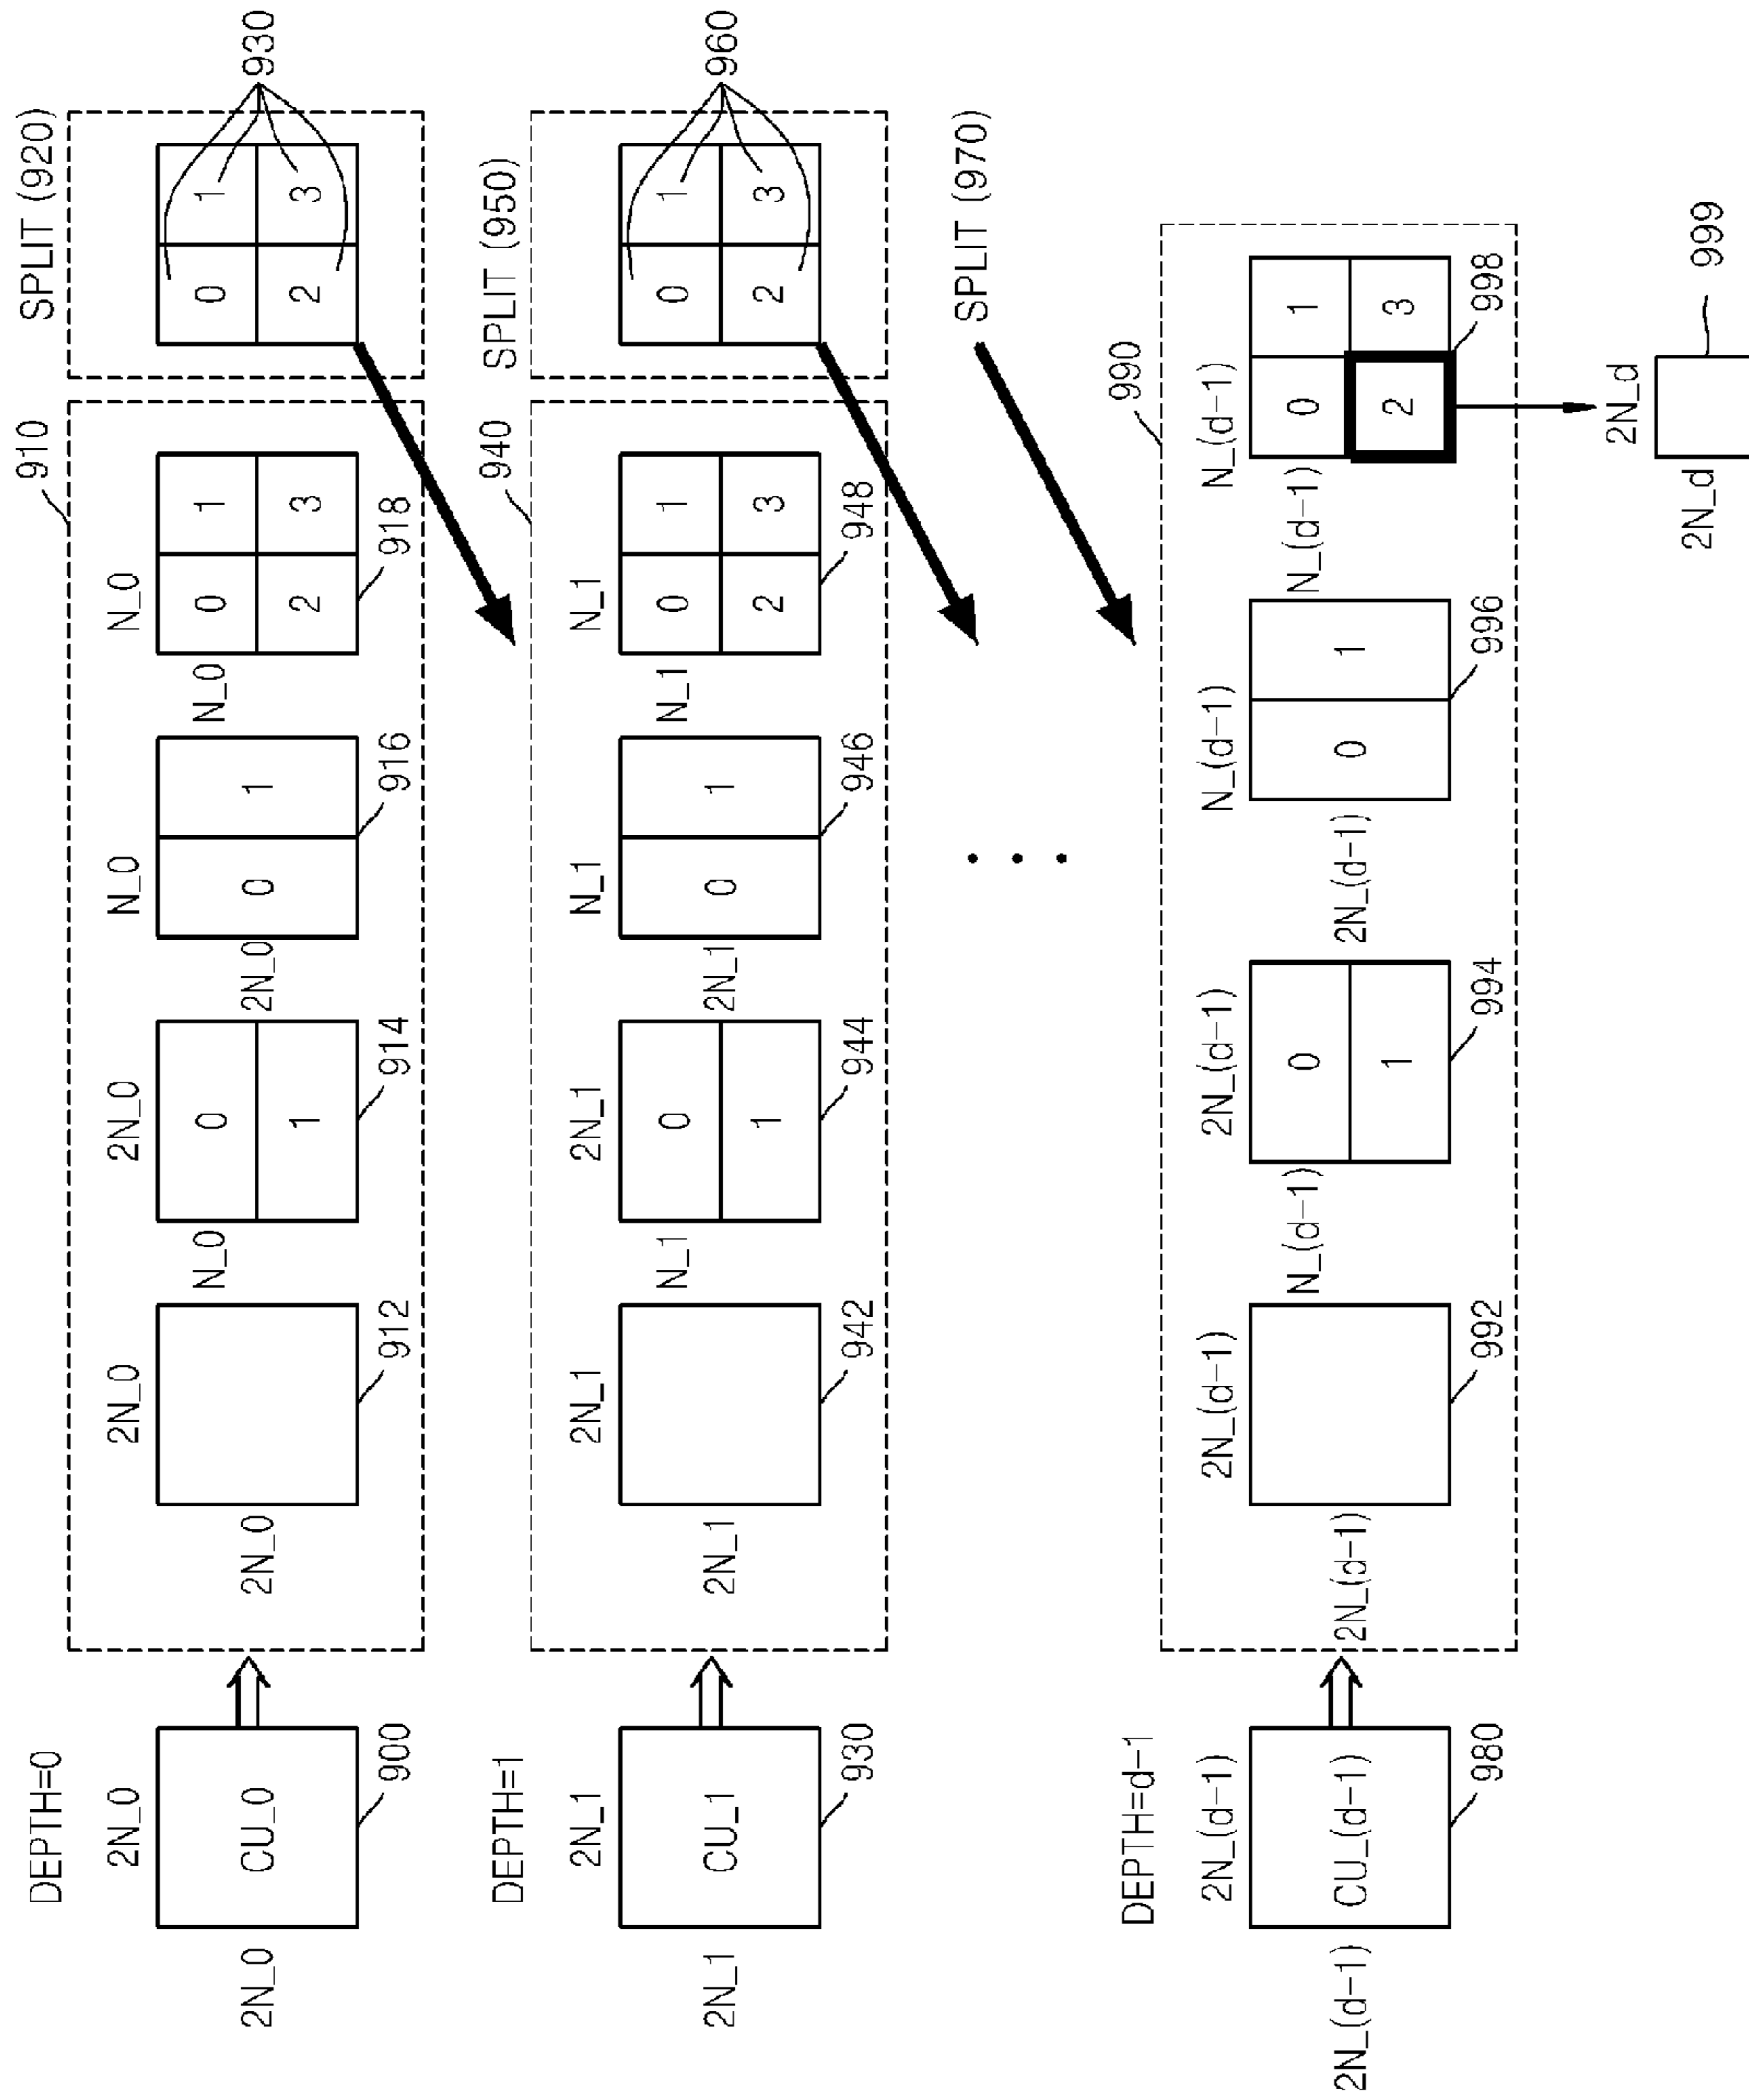 DEPTH=0
2N_0
2N_0
CU_0
900
910
2N_0
2N_0
912
2N_0
N_0
0
1
914
N_0
2N_0
0
1
916
N_0
N_0
0
1
2
3
918
SPLIT (920)
0
1
2
3
930
DEPTH=1
2N_1
2N_1
CU_1
930
940
2N_1
2N_1
942
2N_1
N_1
0
1
944
N_1
2N_1
0
1
946
N_1
N_1
0
1
2
3
948
SPLIT (950)
0
1
2
3
960
SPLIT (970)
DEPTH=d-1
2N_(d-1)
2N_(d-1)
CU_(d-1)
980
990
2N_(d-1)
2N_(d-1)
992
2N_(d-1)
N_(d-1)
0
1
994
N_(d-1)
2N_(d-1)
0
1
996
N_(d-1)
N_(d-1)
0
1
2
3
998
2N_d
2N_d
999